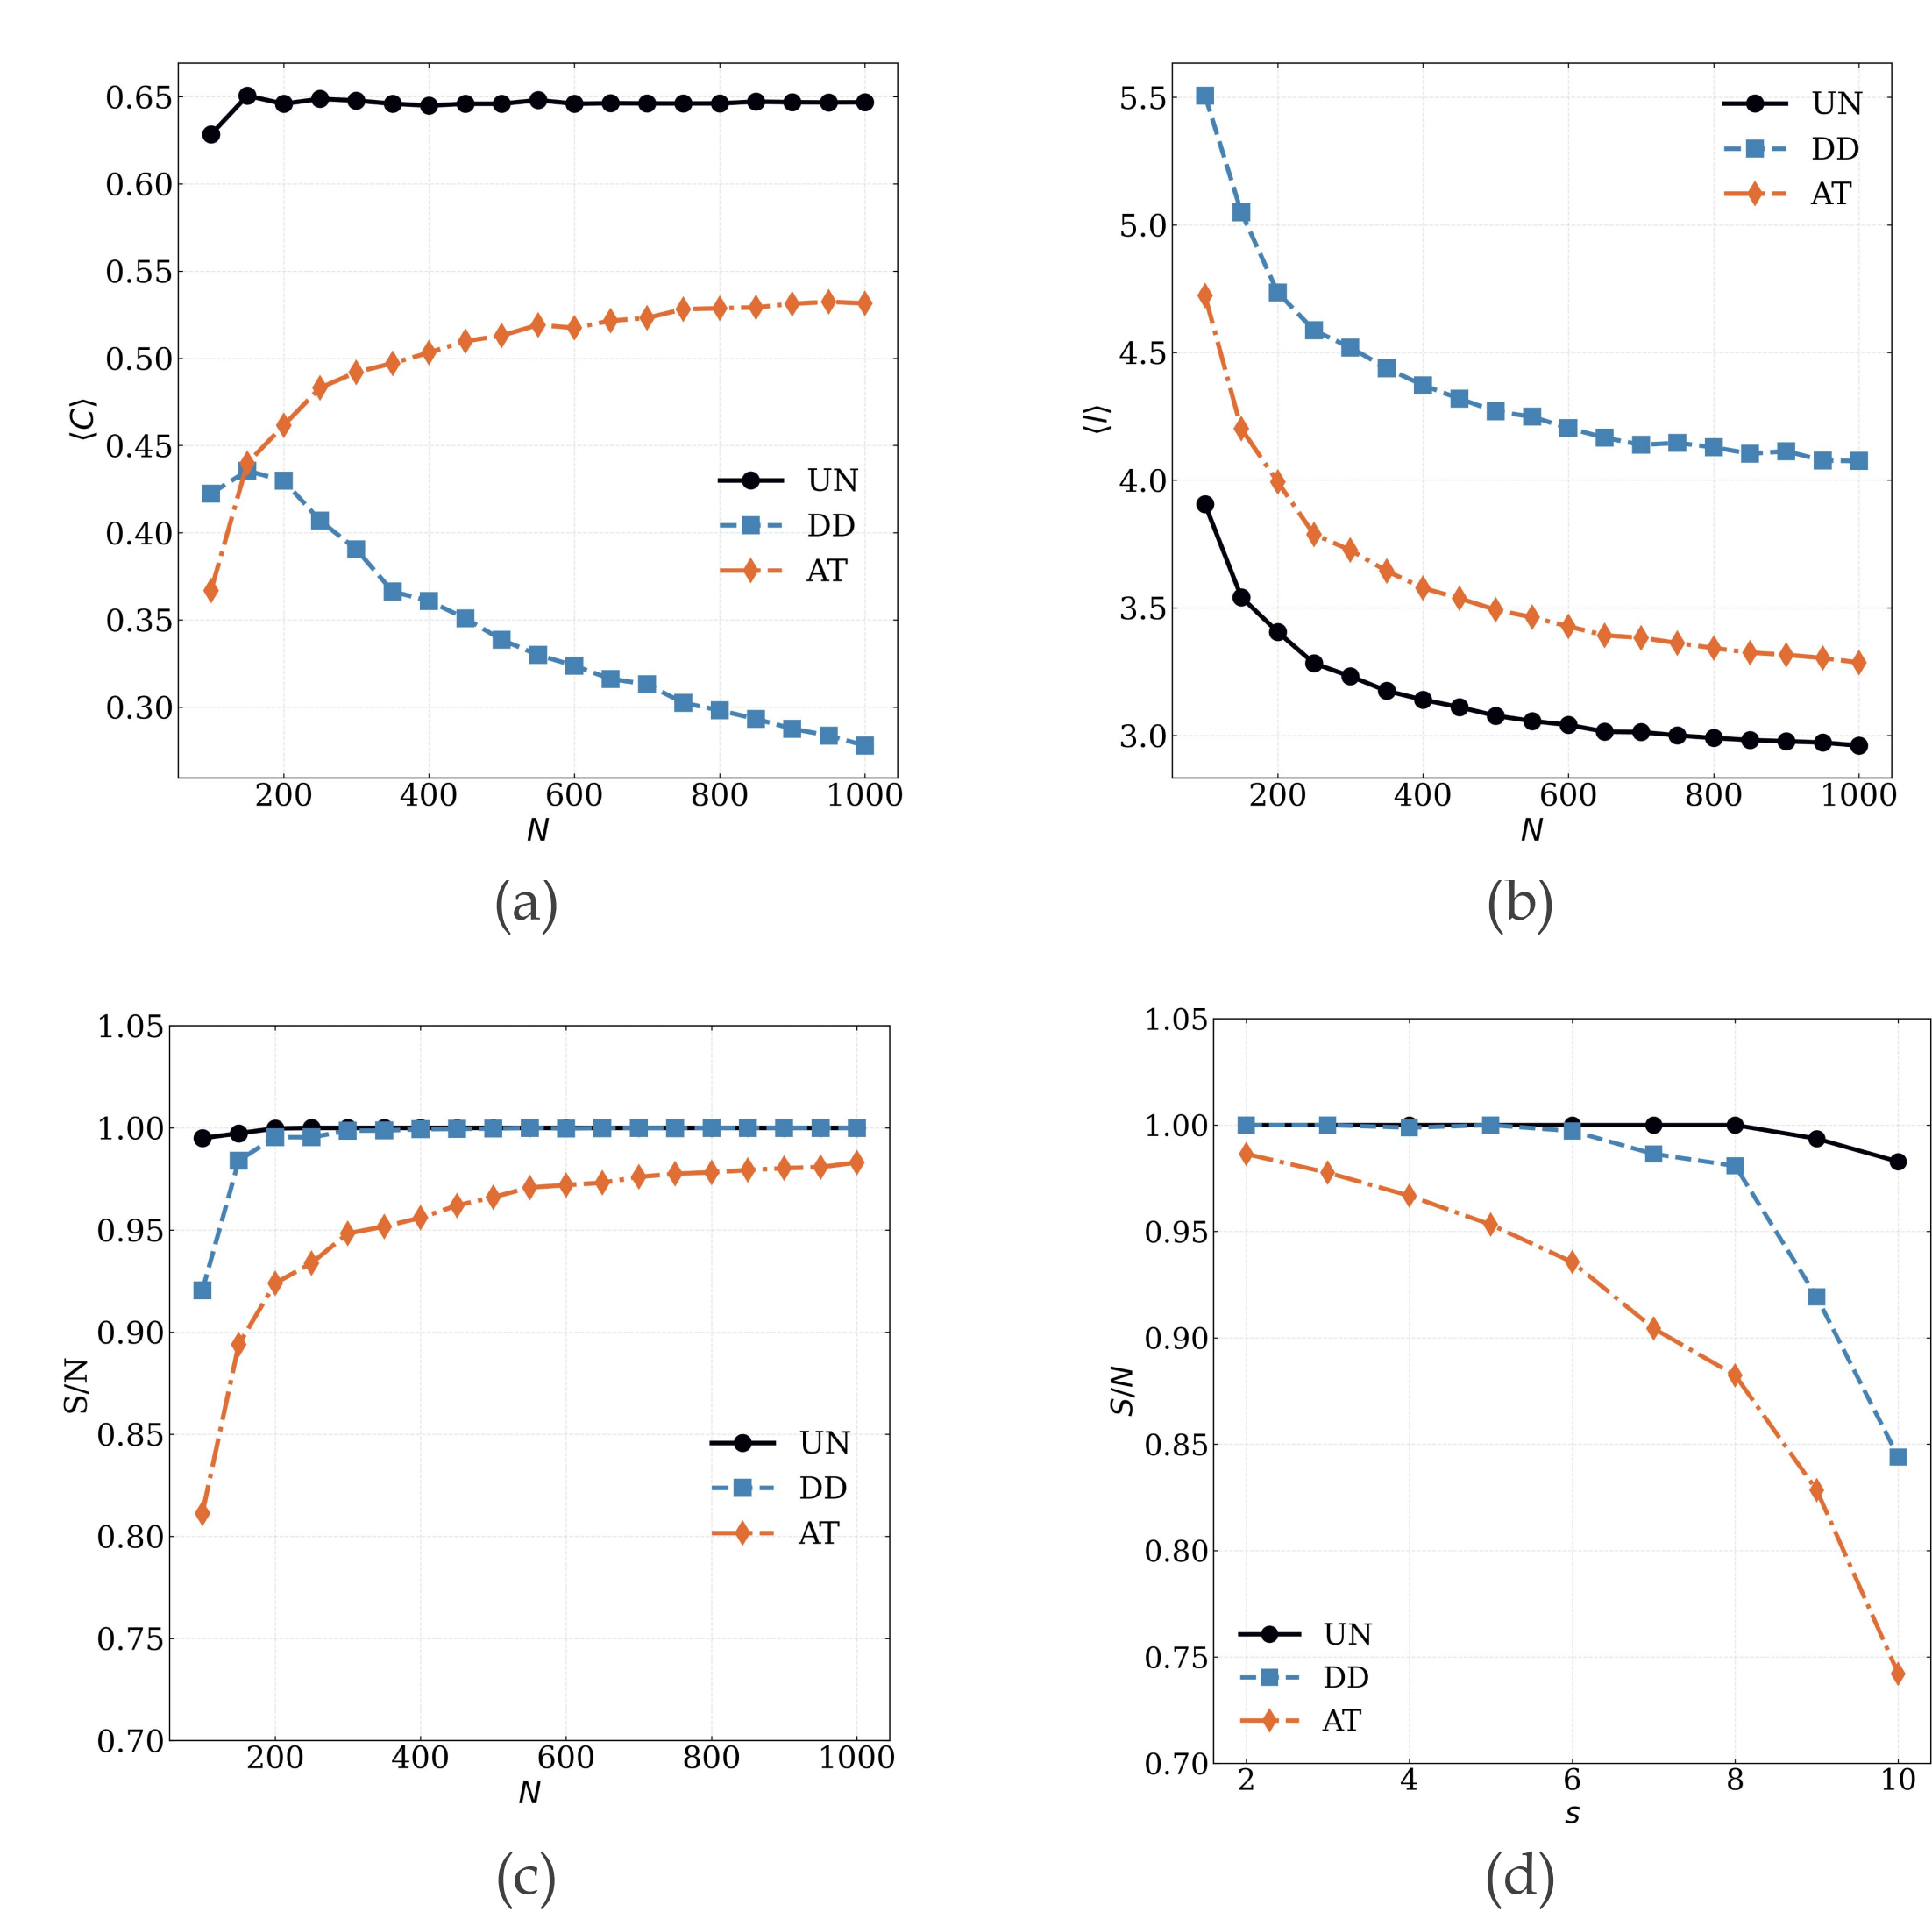 0.65
0.60
0.55
0.50
0.45
0.40
0.35
0.30
⟨C⟩
UN
DD
AT
200 400 600 800 1000
N
(a)
5.5
5.0
4.5
4.0
3.5
3.0
⟨l⟩
UN
DD
AT
200 400 600 800 1000
N
(b)
1.05
1.00
0.95
0.90
0.85
0.80
0.75
0.70
S/N
UN
DD
AT
200 400 600 800 1000
N
(c)
1.05
1.00
0.95
0.90
0.85
0.80
0.75
0.70
S/N
UN
DD
AT
2 4 6 8 10
s
(d)